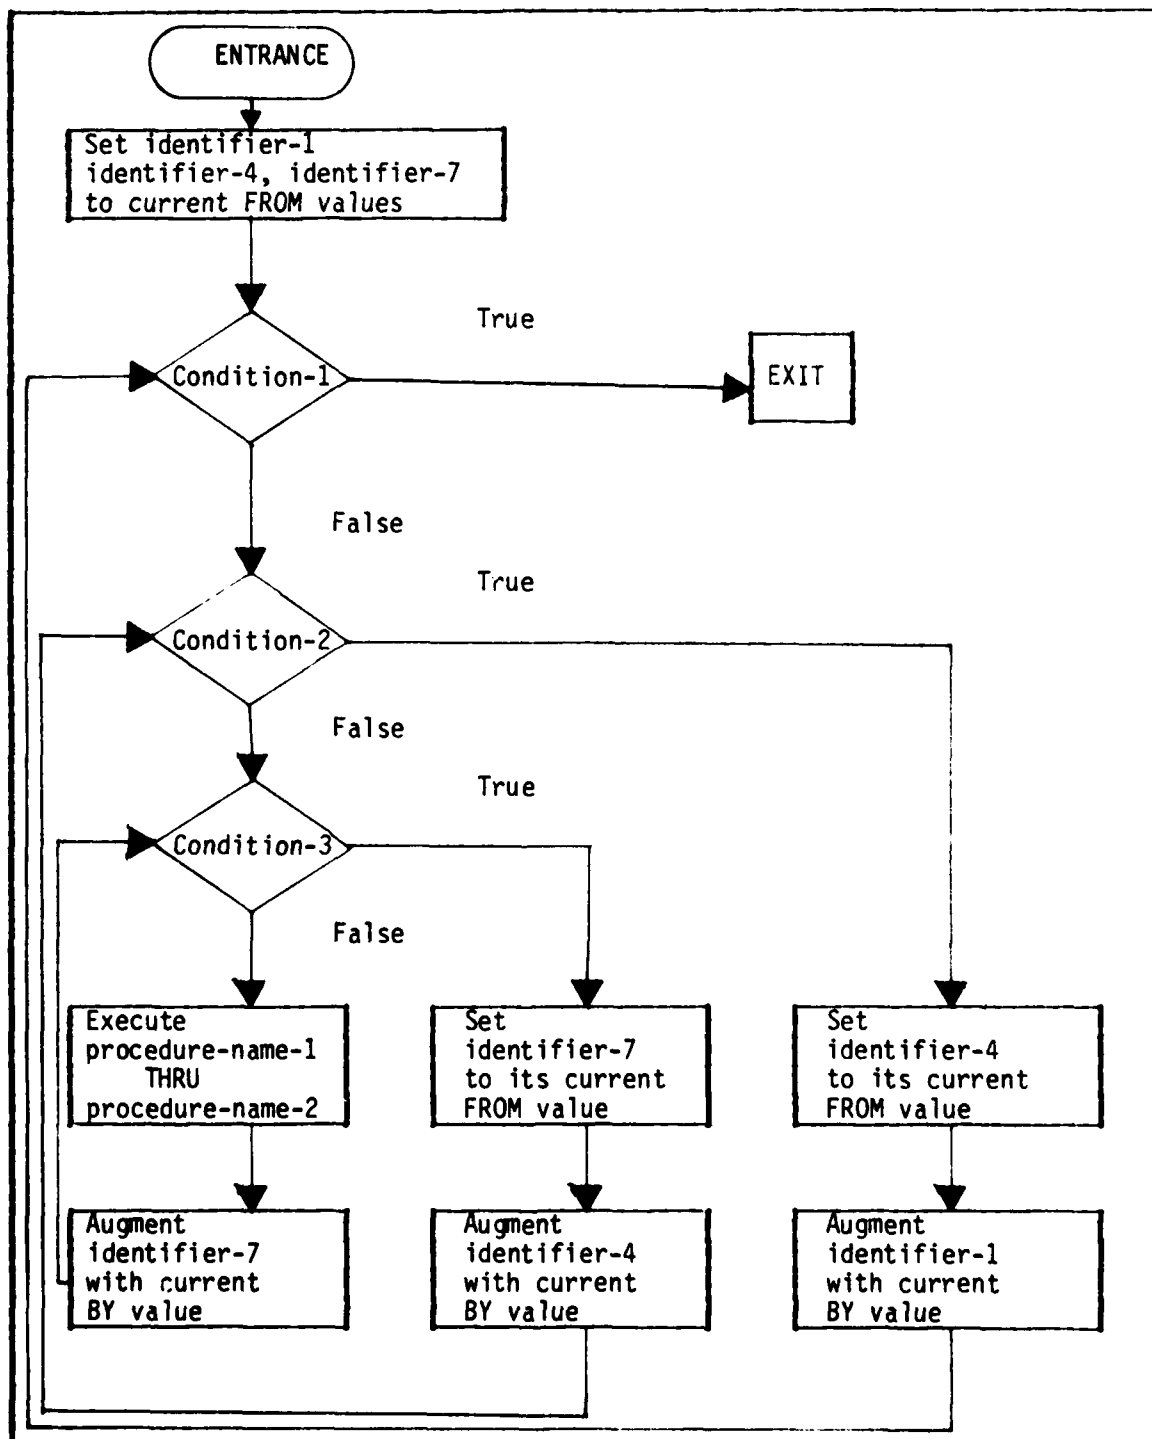 ENTRANCE
Set identifier-1
identifier-4, identifier-7
to current FROM values
True
Condition-1
EXIT
False
True
Condition-2
False
True
Condition-3
False
Execute
procedure-name-1
THRU
procedure-name-2
Set
identifier-7
to its current
FROM value
Set
identifier-4
to its current
FROM value
Augment
identifier-7
with current
BY value
Augment
identifier-4
with current
BY value
Augment
identifier-1
with current
BY value